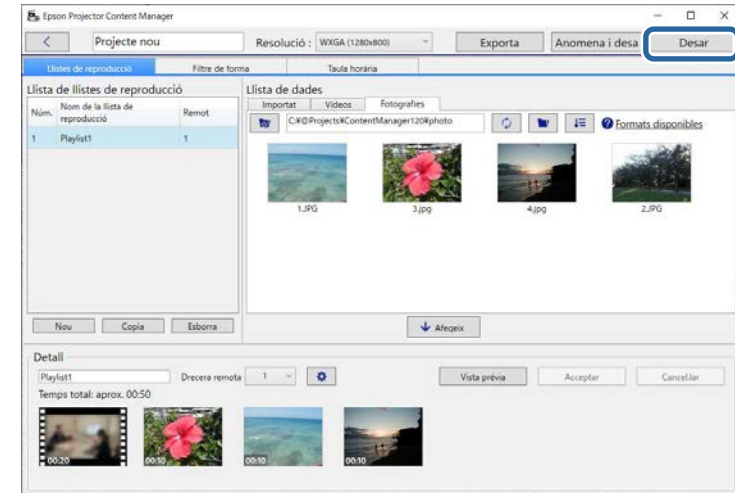 Epson Projector Content Manager
Projecte nou
Resolució :
WXGA (1280x800)
Exporta
Anomena i desa
Desar
Llistes de reproducció
Filtre de forma
Taula horària
Llista de llistes de reproducció
Llista de dades
Núm.
Nom de la llista de
reproducció
Remot
1
Playlist1
1
Importat
Vídeos
Fotografies
C:¥@Projects¥ContentManager120¥photo
Formats disponibles
1.JPG
3.jpg
4.jpg
2.JPG
Nou
Copia
Esborra
Afegeix
Detall
Playlist1
Drecera remota
1
Vista prèvia
Acceptar
Cancel.lar
Temps total: aprox. 00:50
00:20
00:10
00:10
00:10